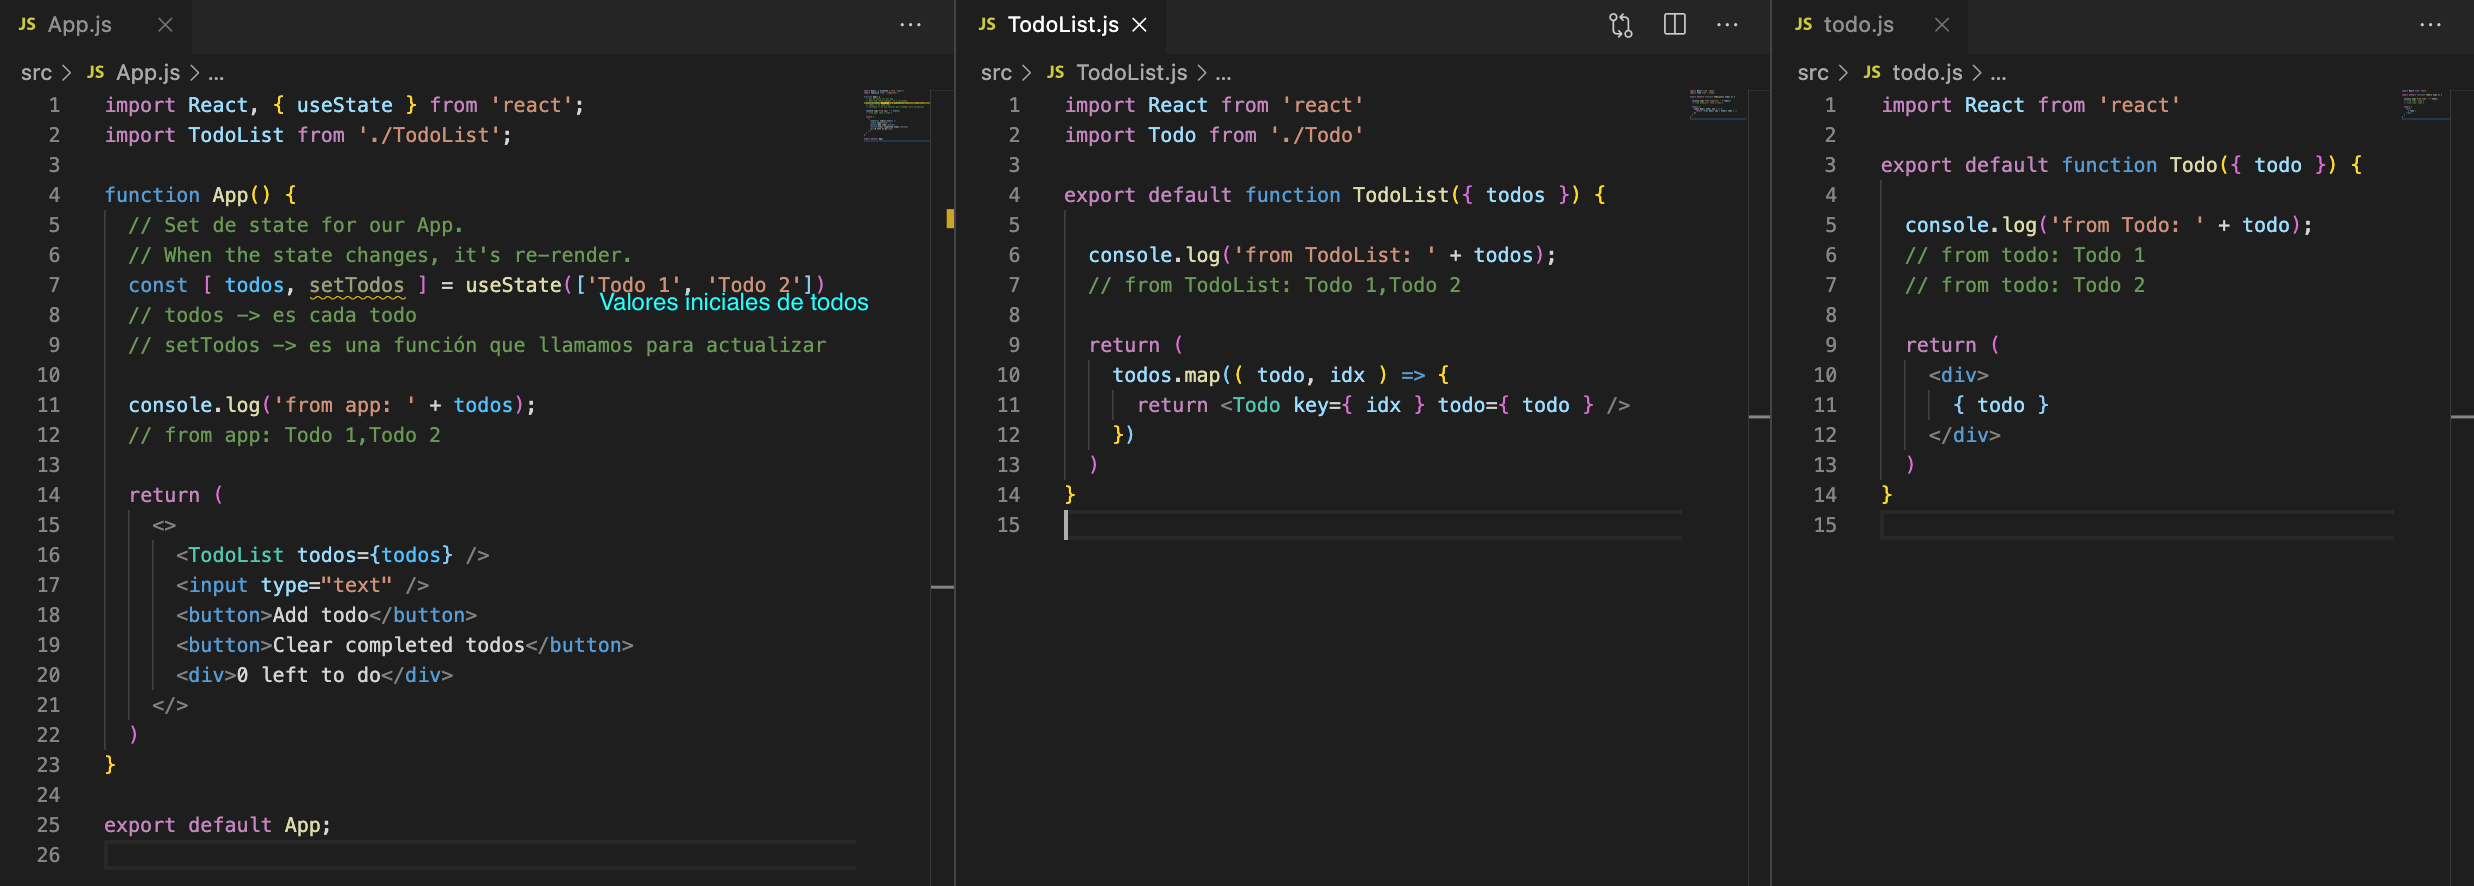 JS App.js
src > JS App.js > ...
1 import React, { useState } from 'react';
2 import TodoList from './TodoList';
3
4 function App() {
5   // Set de state for our App.
6   // When the state changes, it's re-render.
7   const [ todos, setTodos ] = useState(['Todo 1', 'Todo 2'])
Valores iniciales de todos
8   // todos -> es cada todo
9   // setTodos -> es una función que llamamos para actualizar
10
11   console.log('from app: ' + todos);
12   // from app: Todo 1,Todo 2
13
14   return (
15     <>
16       <TodoList todos={todos} />
17       <input type="text" />
18       <button>Add todo</button>
19       <button>Clear completed todos</button>
20       <div>0 left to do</div>
21     </>
22   )
23 }
24
25 export default App;
26
JS TodoList.js
src > JS TodoList.js > ...
1 import React from 'react'
2 import Todo from './Todo'
3
4 export default function TodoList({ todos }) {
5
6   console.log('from TodoList: ' + todos);
7   // from TodoList: Todo 1,Todo 2
8
9   return (
10     todos.map(( todo, idx ) => {
11       return <Todo key={ idx } todo={ todo } />
12     })
13   )
14 }
15
JS todo.js
src > JS todo.js > ...
1 import React from 'react'
2
3 export default function Todo({ todo }) {
4
5   console.log('from Todo: ' + todo);
6   // from todo: Todo 1
7   // from todo: Todo 2
8
9   return (
10     <div>
11       { todo }
12     </div>
13   )
14 }
15